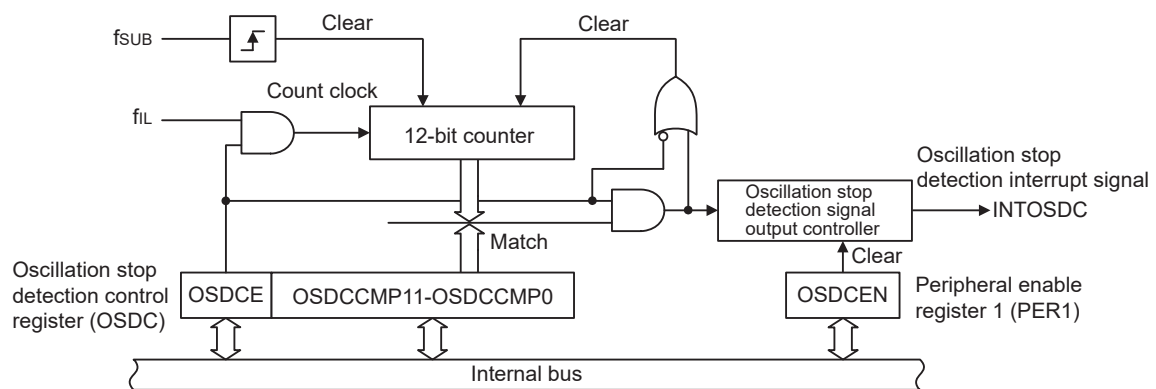 fSUB
Clear
Clear
Count clock
fIL
12-bit counter
Oscillation stop
detection interrupt signal
INTOSDC
Oscillation stop
detection signal
output controller
Match
Clear
Oscillation stop
detection control
register (OSDC)
OSDCE
OSDCCMP11-OSDCCMP0
OSDCEN
Peripheral enable
register 1 (PER1)
Internal bus